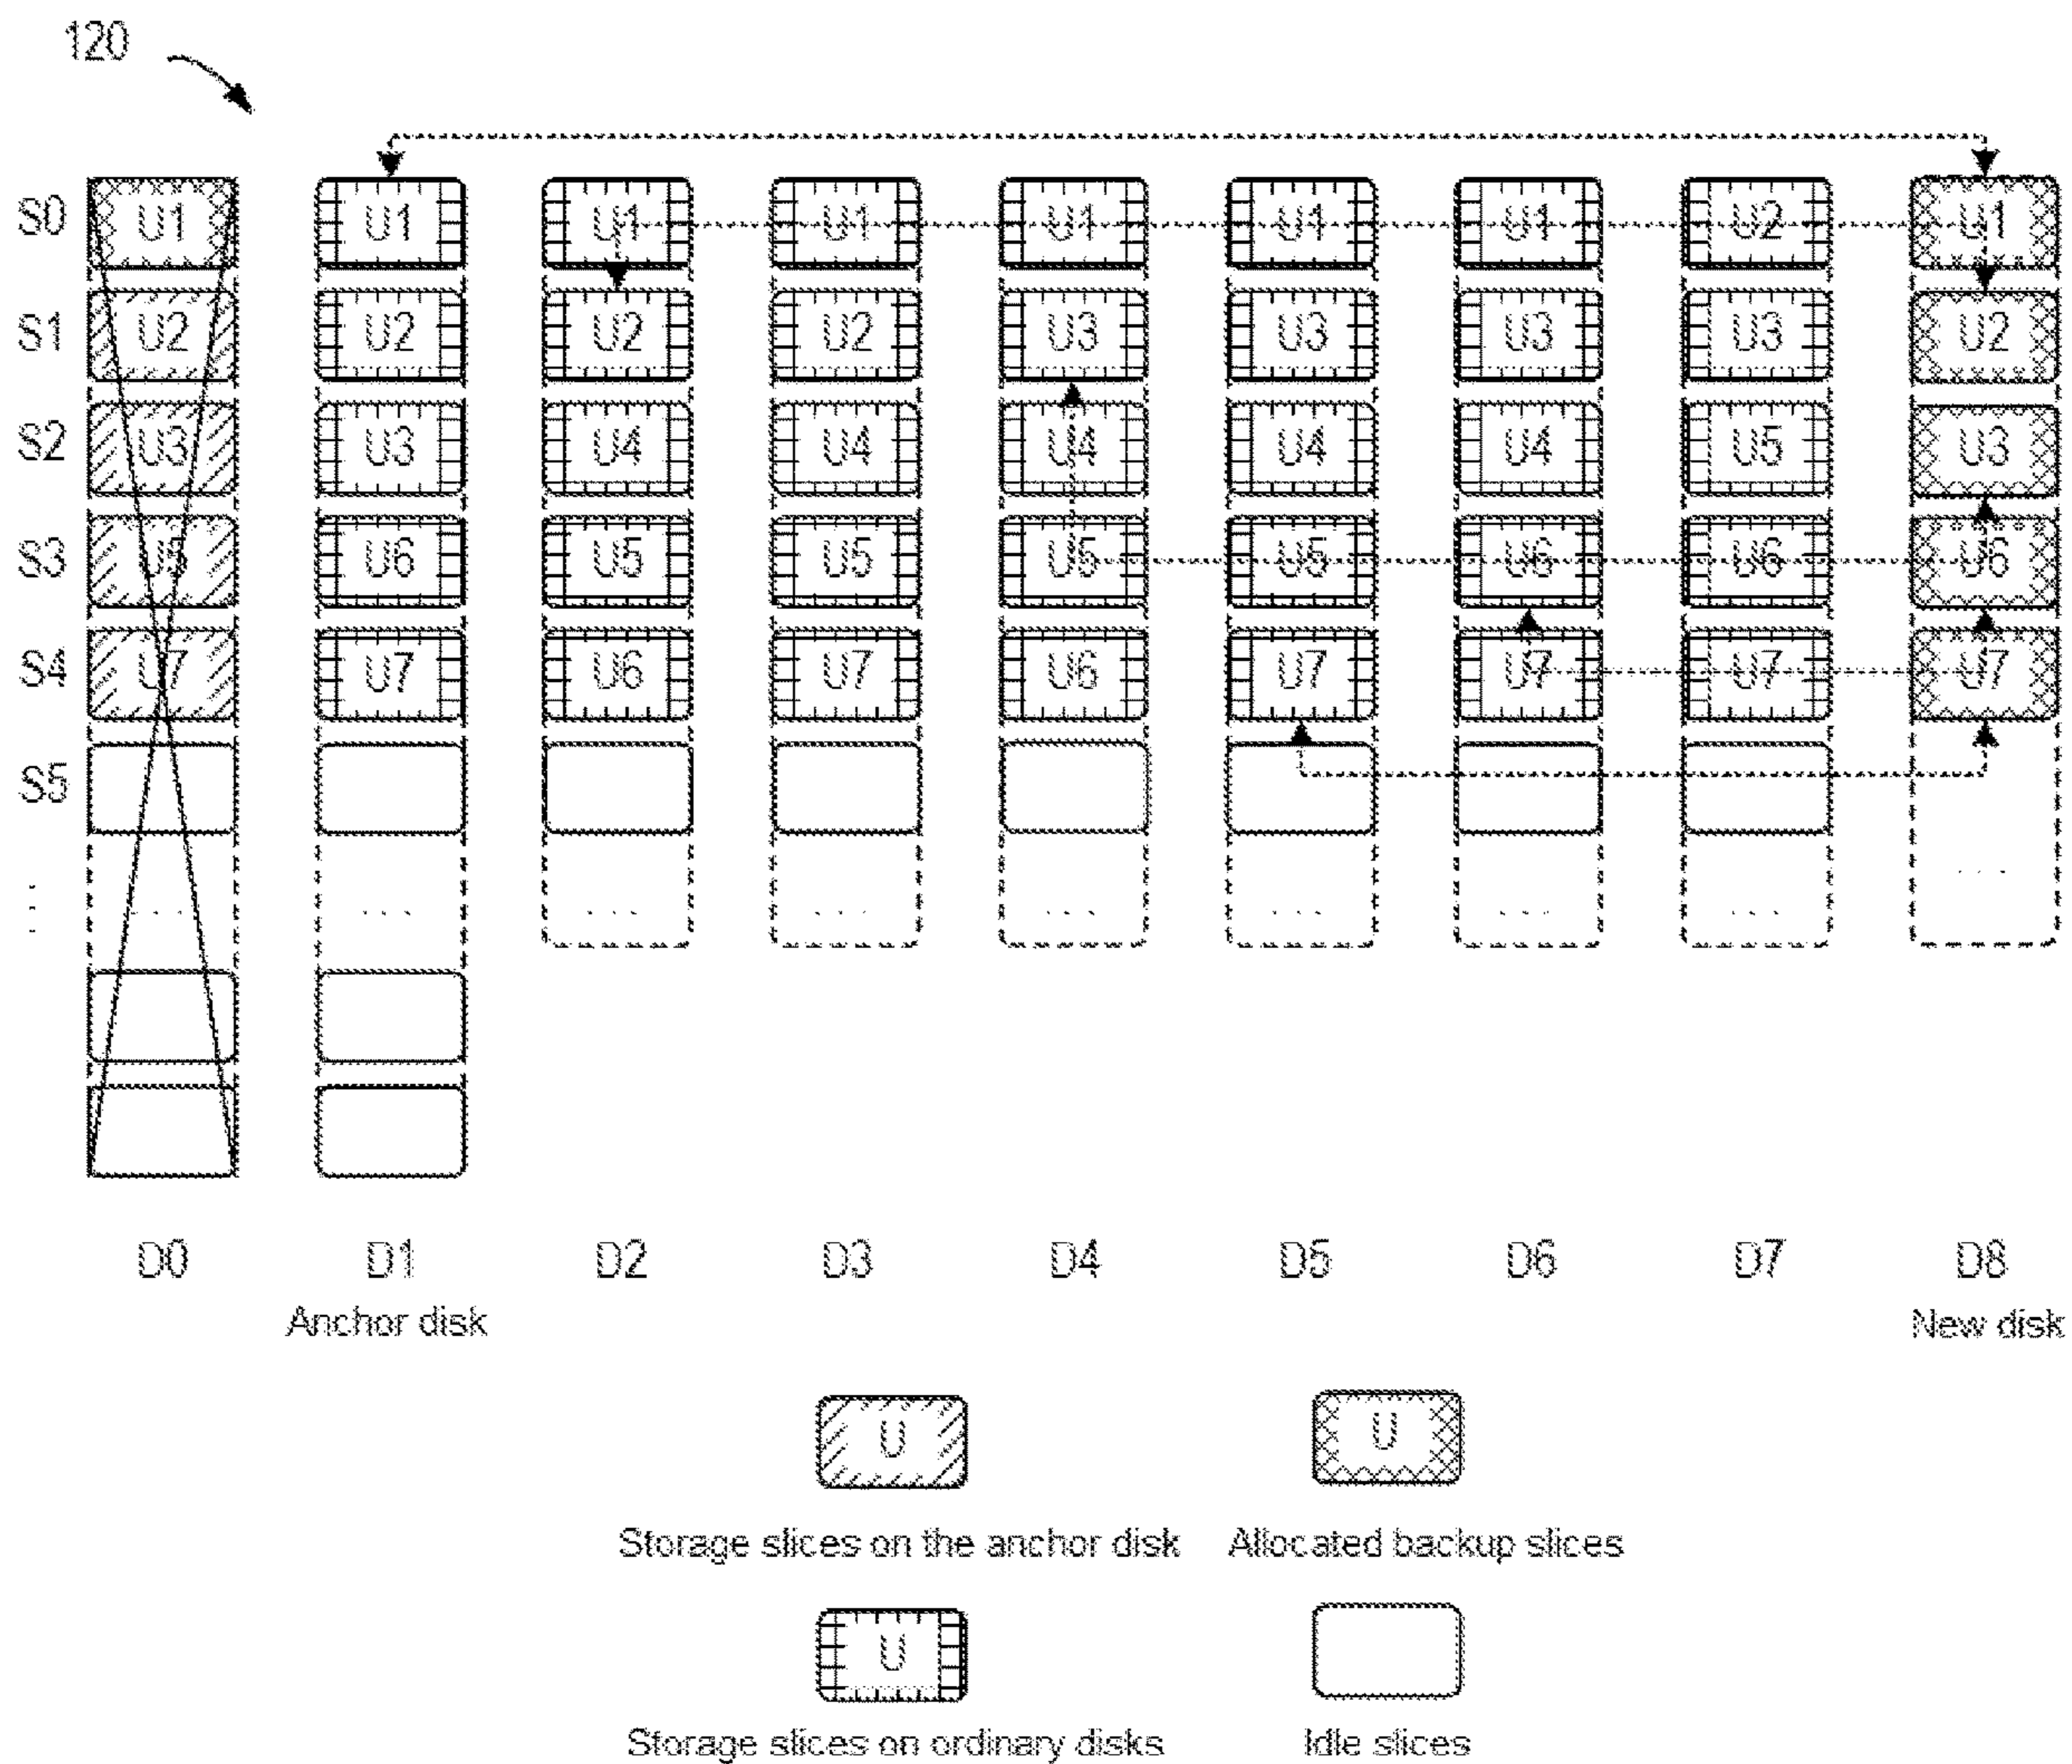 120
S0 U1 U1 U1 U1 U1 U1 U1 U2 U1
S1 U2 U2 U2 U2 U3 U3 U3 U3 U2
S2 U3 U3 U4 U4 U4 U4 U4 U5 U3
S3 U5 U6 U5 U5 U5 U5 U6 U6 U6
S4 U7 U7 U6 U7 U6 U7 U7 U7 U7
S5
... ... ... ... ... ... ... ... ... ...
D0 D1 D2 D3 D4 D5 D6 D7 D8
Anchor disk New disk
U U
Storage slices on the anchor disk Allocated backup slices
U
Storage slices on ordinary disks Idle slices